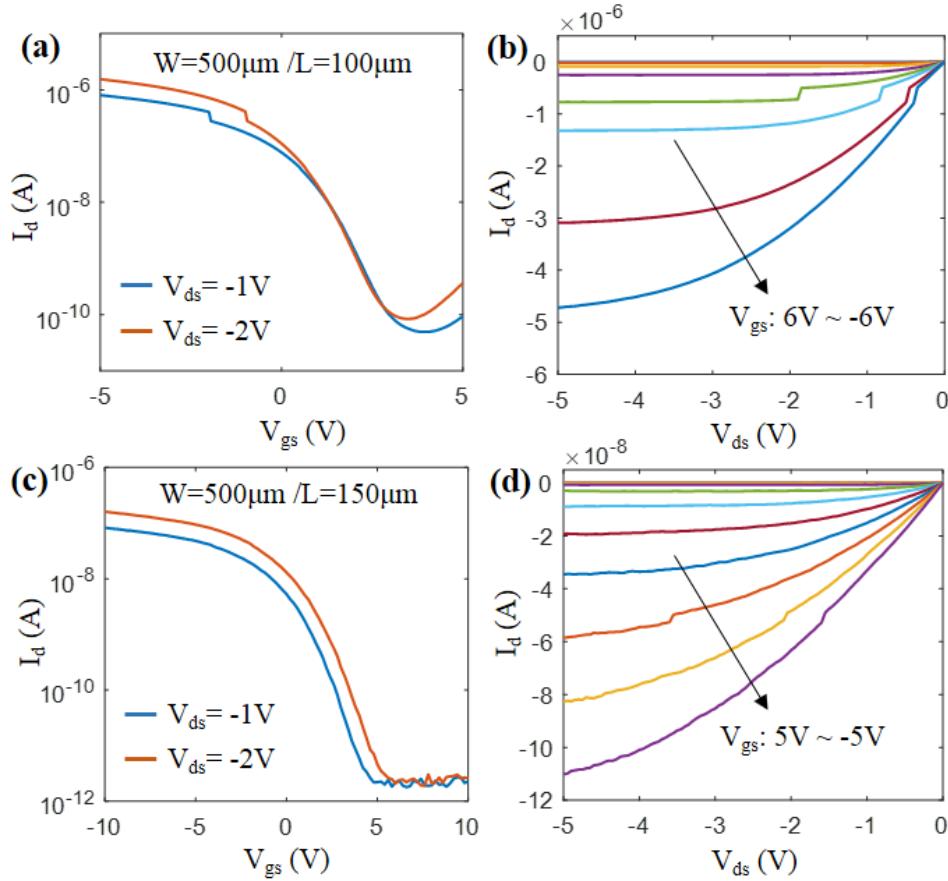 (a)
W=500μm /L=100μm
10⁻⁶
10⁻⁸
10⁻¹⁰
I_d (A)
V_ds= -1V
V_ds= -2V
-5
0
5
V_gs (V)
(b)
×10⁻⁶
0
-1
-2
-3
-4
-5
-6
I_d (A)
V_gs: 6V ~ -6V
-5
-4
-3
-2
-1
0
V_ds (V)
(c)
W=500μm /L=150μm
10⁻⁶
10⁻⁸
10⁻¹⁰
10⁻¹²
I_d (A)
V_ds= -1V
V_ds= -2V
-10
-5
0
5
10
V_gs (V)
(d)
×10⁻⁸
0
-2
-4
-6
-8
-10
-12
I_d (A)
V_gs: 5V ~ -5V
-5
-4
-3
-2
-1
0
V_ds (V)